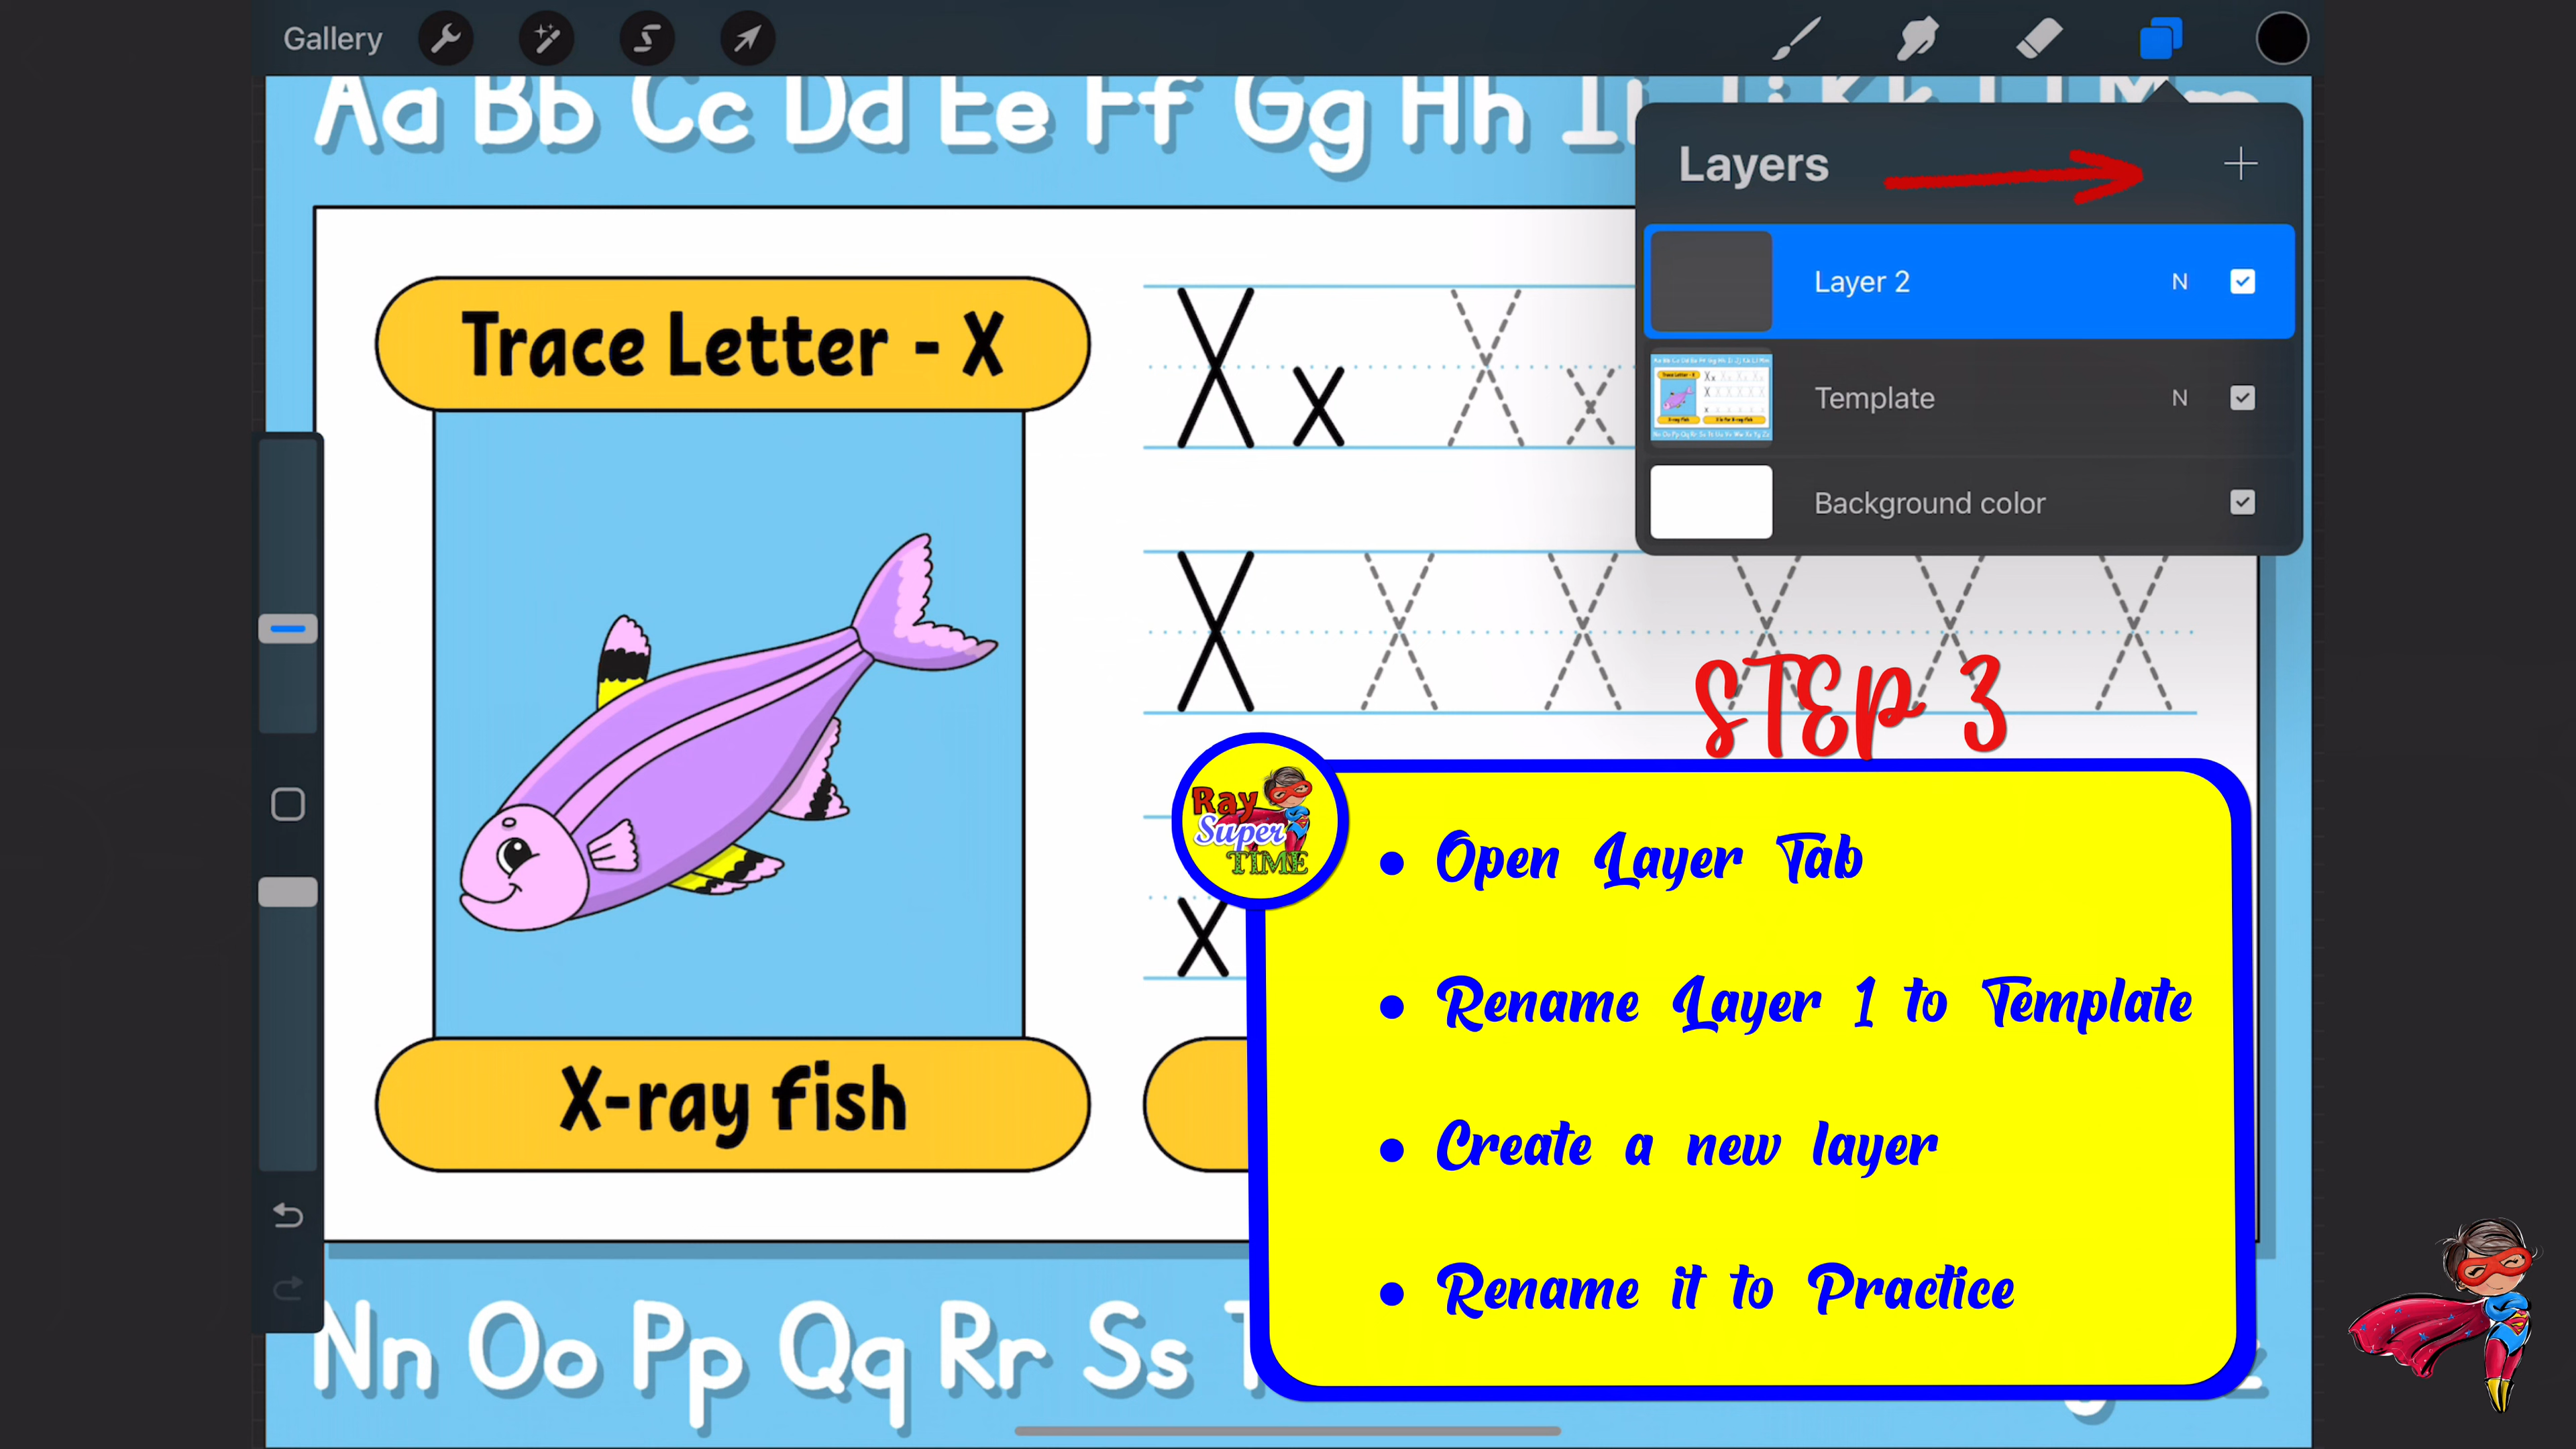 Gallery
Aa Bb Cc Dd Ee Ff Gg Hh Ii
Layers
Layer 2 N
Template N
Background color
Trace Letter - X
X x X x
X X X X X X
x
STEP 3
Ray
Super
TIME
• Open Layer Tab
• Rename Layer 1 to Template
• Create a new layer
• Rename it to Practice
X-ray fish
Nn Oo Pp Qq Rr Ss